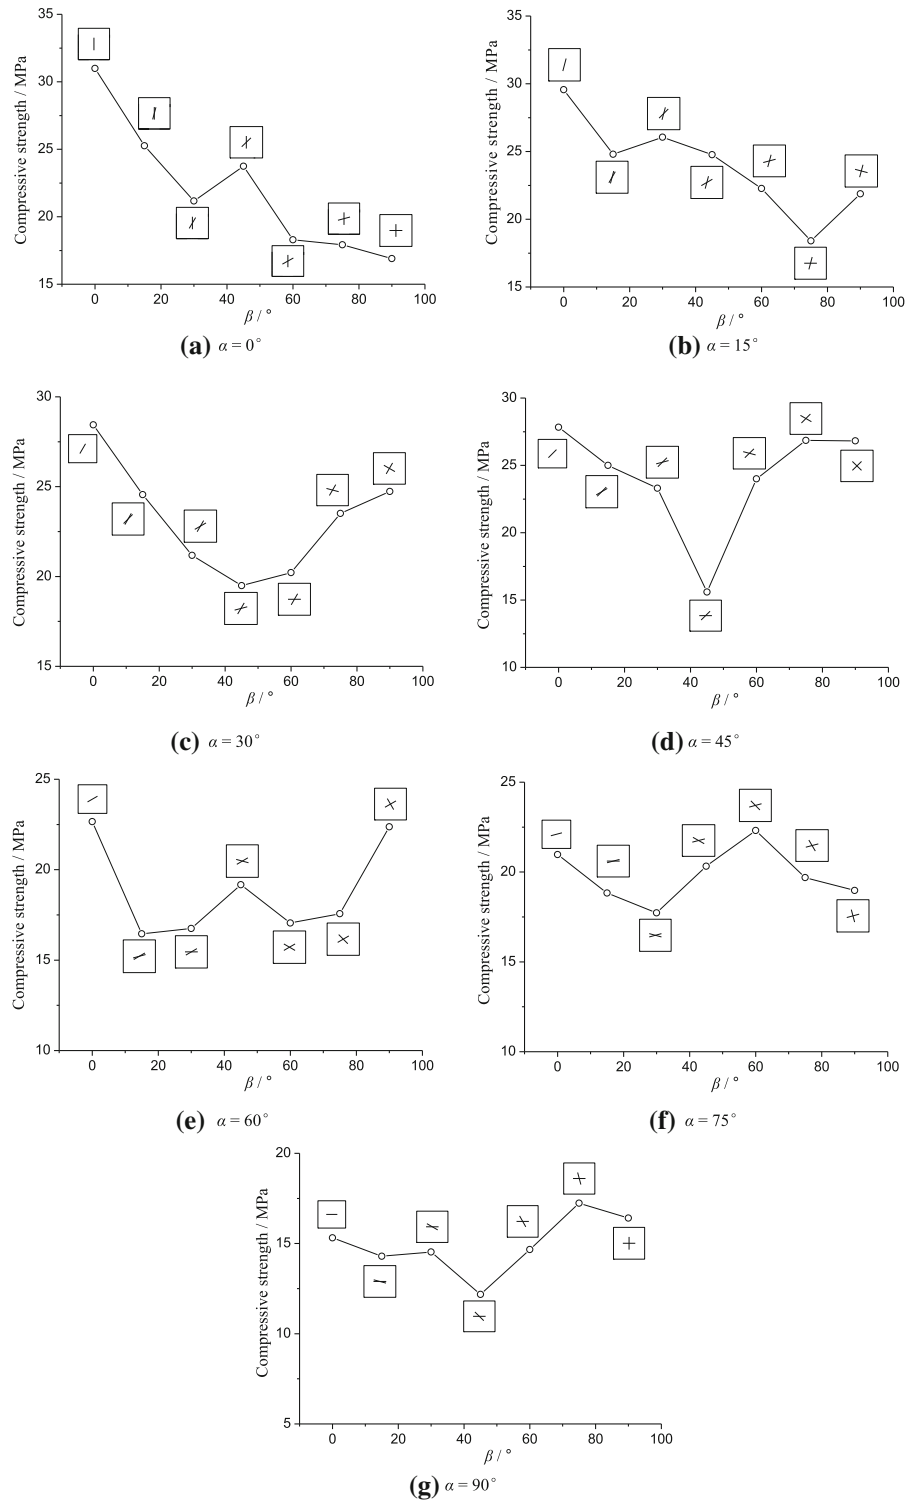 35
30
25
20
15
Compressive strength / MPa
0 20 40 60 80 100
β / °
(a) α = 0°
35
30
25
20
15
Compressive strength / MPa
0 20 40 60 80 100
β / °
(b) α = 15°
30
25
20
15
Compressive strength / MPa
0 20 40 60 80 100
β / °
(c) α = 30°
30
25
20
15
10
Compressive strength / MPa
0 20 40 60 80 100
β / °
(d) α = 45°
25
20
15
10
Compressive strength / MPa
0 20 40 60 80 100
β / °
(e) α = 60°
25
20
15
10
Compressive strength / MPa
0 20 40 60 80 100
β / °
(f) α = 75°
20
15
10
5
Compressive strength / MPa
0 20 40 60 80 100
β / °
(g) α = 90°